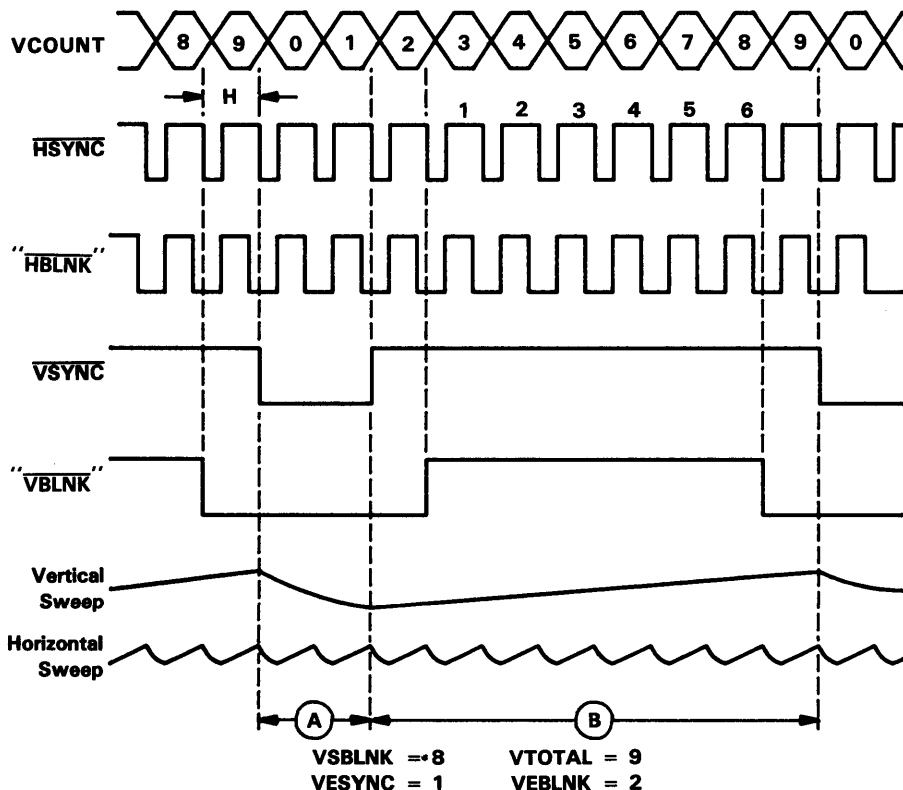 VCOUNT 8 9 0 1 2 3 4 5 6 7 8 9 0
H
1 2 3 4 5 6
HSYNC
"HBLNK"
VSYNC
"VBLNK"
Vertical
Sweep
Horizontal
Sweep
A B
VSBLNK = 8 VTOTAL = 9
VESYNC = 1 VEBLNK = 2